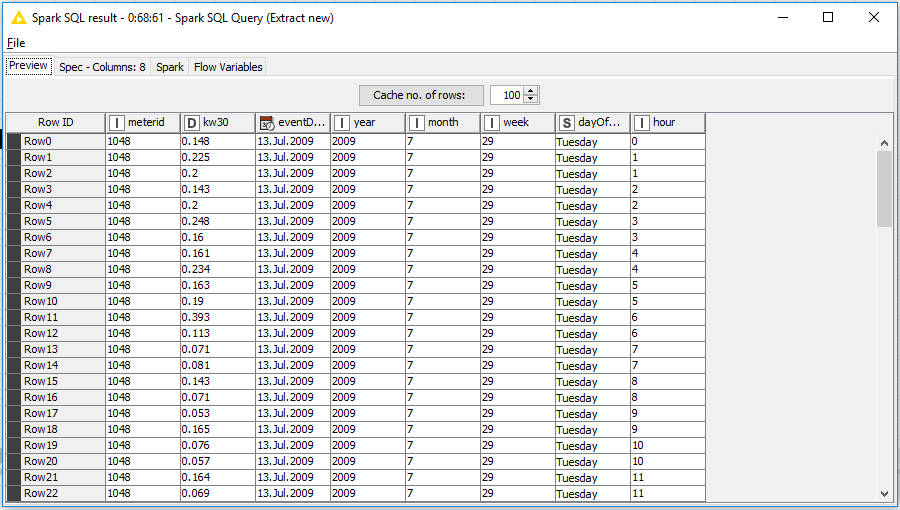 Spark SQL result - 0:68:61 - Spark SQL Query (Extract new)
File
Preview Spec - Columns: 8 Spark Flow Variables
Cache no. of rows: 100
Row ID I meterid D kw30 eventD... I year I month I week S dayOf... I hour
Row0 1048 0.148 13.Jul.2009 2009 7 29 Tuesday 0
Row1 1048 0.225 13.Jul.2009 2009 7 29 Tuesday 1
Row2 1048 0.2 13.Jul.2009 2009 7 29 Tuesday 1
Row3 1048 0.143 13.Jul.2009 2009 7 29 Tuesday 2
Row4 1048 0.2 13.Jul.2009 2009 7 29 Tuesday 2
Row5 1048 0.248 13.Jul.2009 2009 7 29 Tuesday 3
Row6 1048 0.16 13.Jul.2009 2009 7 29 Tuesday 3
Row7 1048 0.161 13.Jul.2009 2009 7 29 Tuesday 4
Row8 1048 0.234 13.Jul.2009 2009 7 29 Tuesday 4
Row9 1048 0.163 13.Jul.2009 2009 7 29 Tuesday 5
Row10 1048 0.19 13.Jul.2009 2009 7 29 Tuesday 5
Row11 1048 0.393 13.Jul.2009 2009 7 29 Tuesday 6
Row12 1048 0.113 13.Jul.2009 2009 7 29 Tuesday 6
Row13 1048 0.071 13.Jul.2009 2009 7 29 Tuesday 7
Row14 1048 0.081 13.Jul.2009 2009 7 29 Tuesday 7
Row15 1048 0.143 13.Jul.2009 2009 7 29 Tuesday 8
Row16 1048 0.071 13.Jul.2009 2009 7 29 Tuesday 8
Row17 1048 0.053 13.Jul.2009 2009 7 29 Tuesday 9
Row18 1048 0.165 13.Jul.2009 2009 7 29 Tuesday 9
Row19 1048 0.076 13.Jul.2009 2009 7 29 Tuesday 10
Row20 1048 0.057 13.Jul.2009 2009 7 29 Tuesday 10
Row21 1048 0.164 13.Jul.2009 2009 7 29 Tuesday 11
Row22 1048 0.069 13.Jul.2009 2009 7 29 Tuesday 11